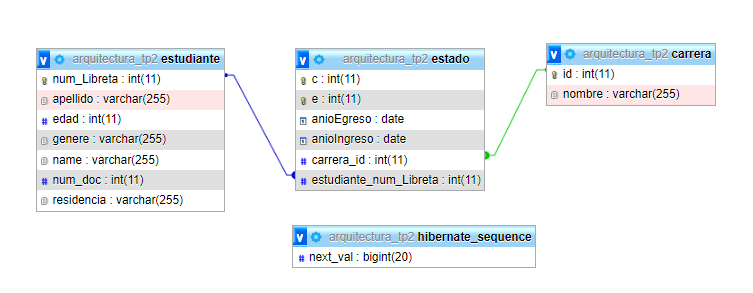 arquitectura_tp2 estudiante
num_Libreta : int(11)
apellido : varchar(255)
edad : int(11)
genere : varchar(255)
name : varchar(255)
num_doc : int(11)
residencia : varchar(255)
arquitectura_tp2 estado
c : int(11)
e : int(11)
anioEgreso : date
anioIngreso : date
carrera_id : int(11)
estudiante_num_Libreta : int(11)
arquitectura_tp2 carrera
id : int(11)
nombre : varchar(255)
arquitectura_tp2 hibernate_sequence
next_val : bigint(20)